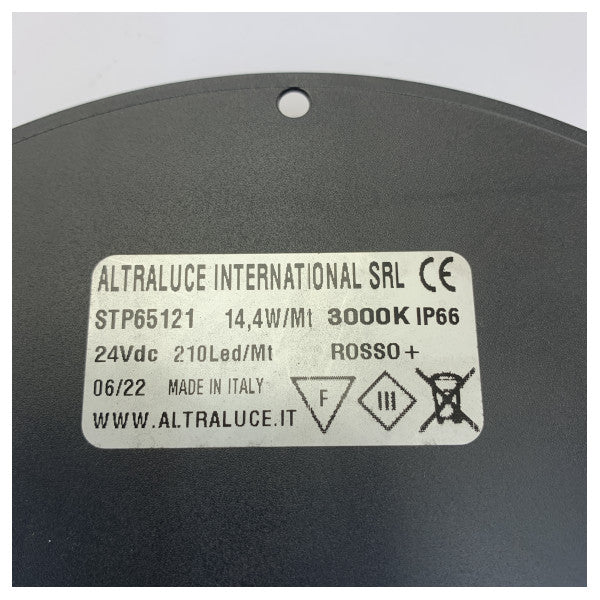 ALTRALUCE INTERNATIONAL SRL CE
STP65121 14,4W/Mt 3000K IP66
24Vdc 210Led/Mt ROSSO+
06/22 MADE IN ITALY F III
WWW.ALTRALUCE.IT